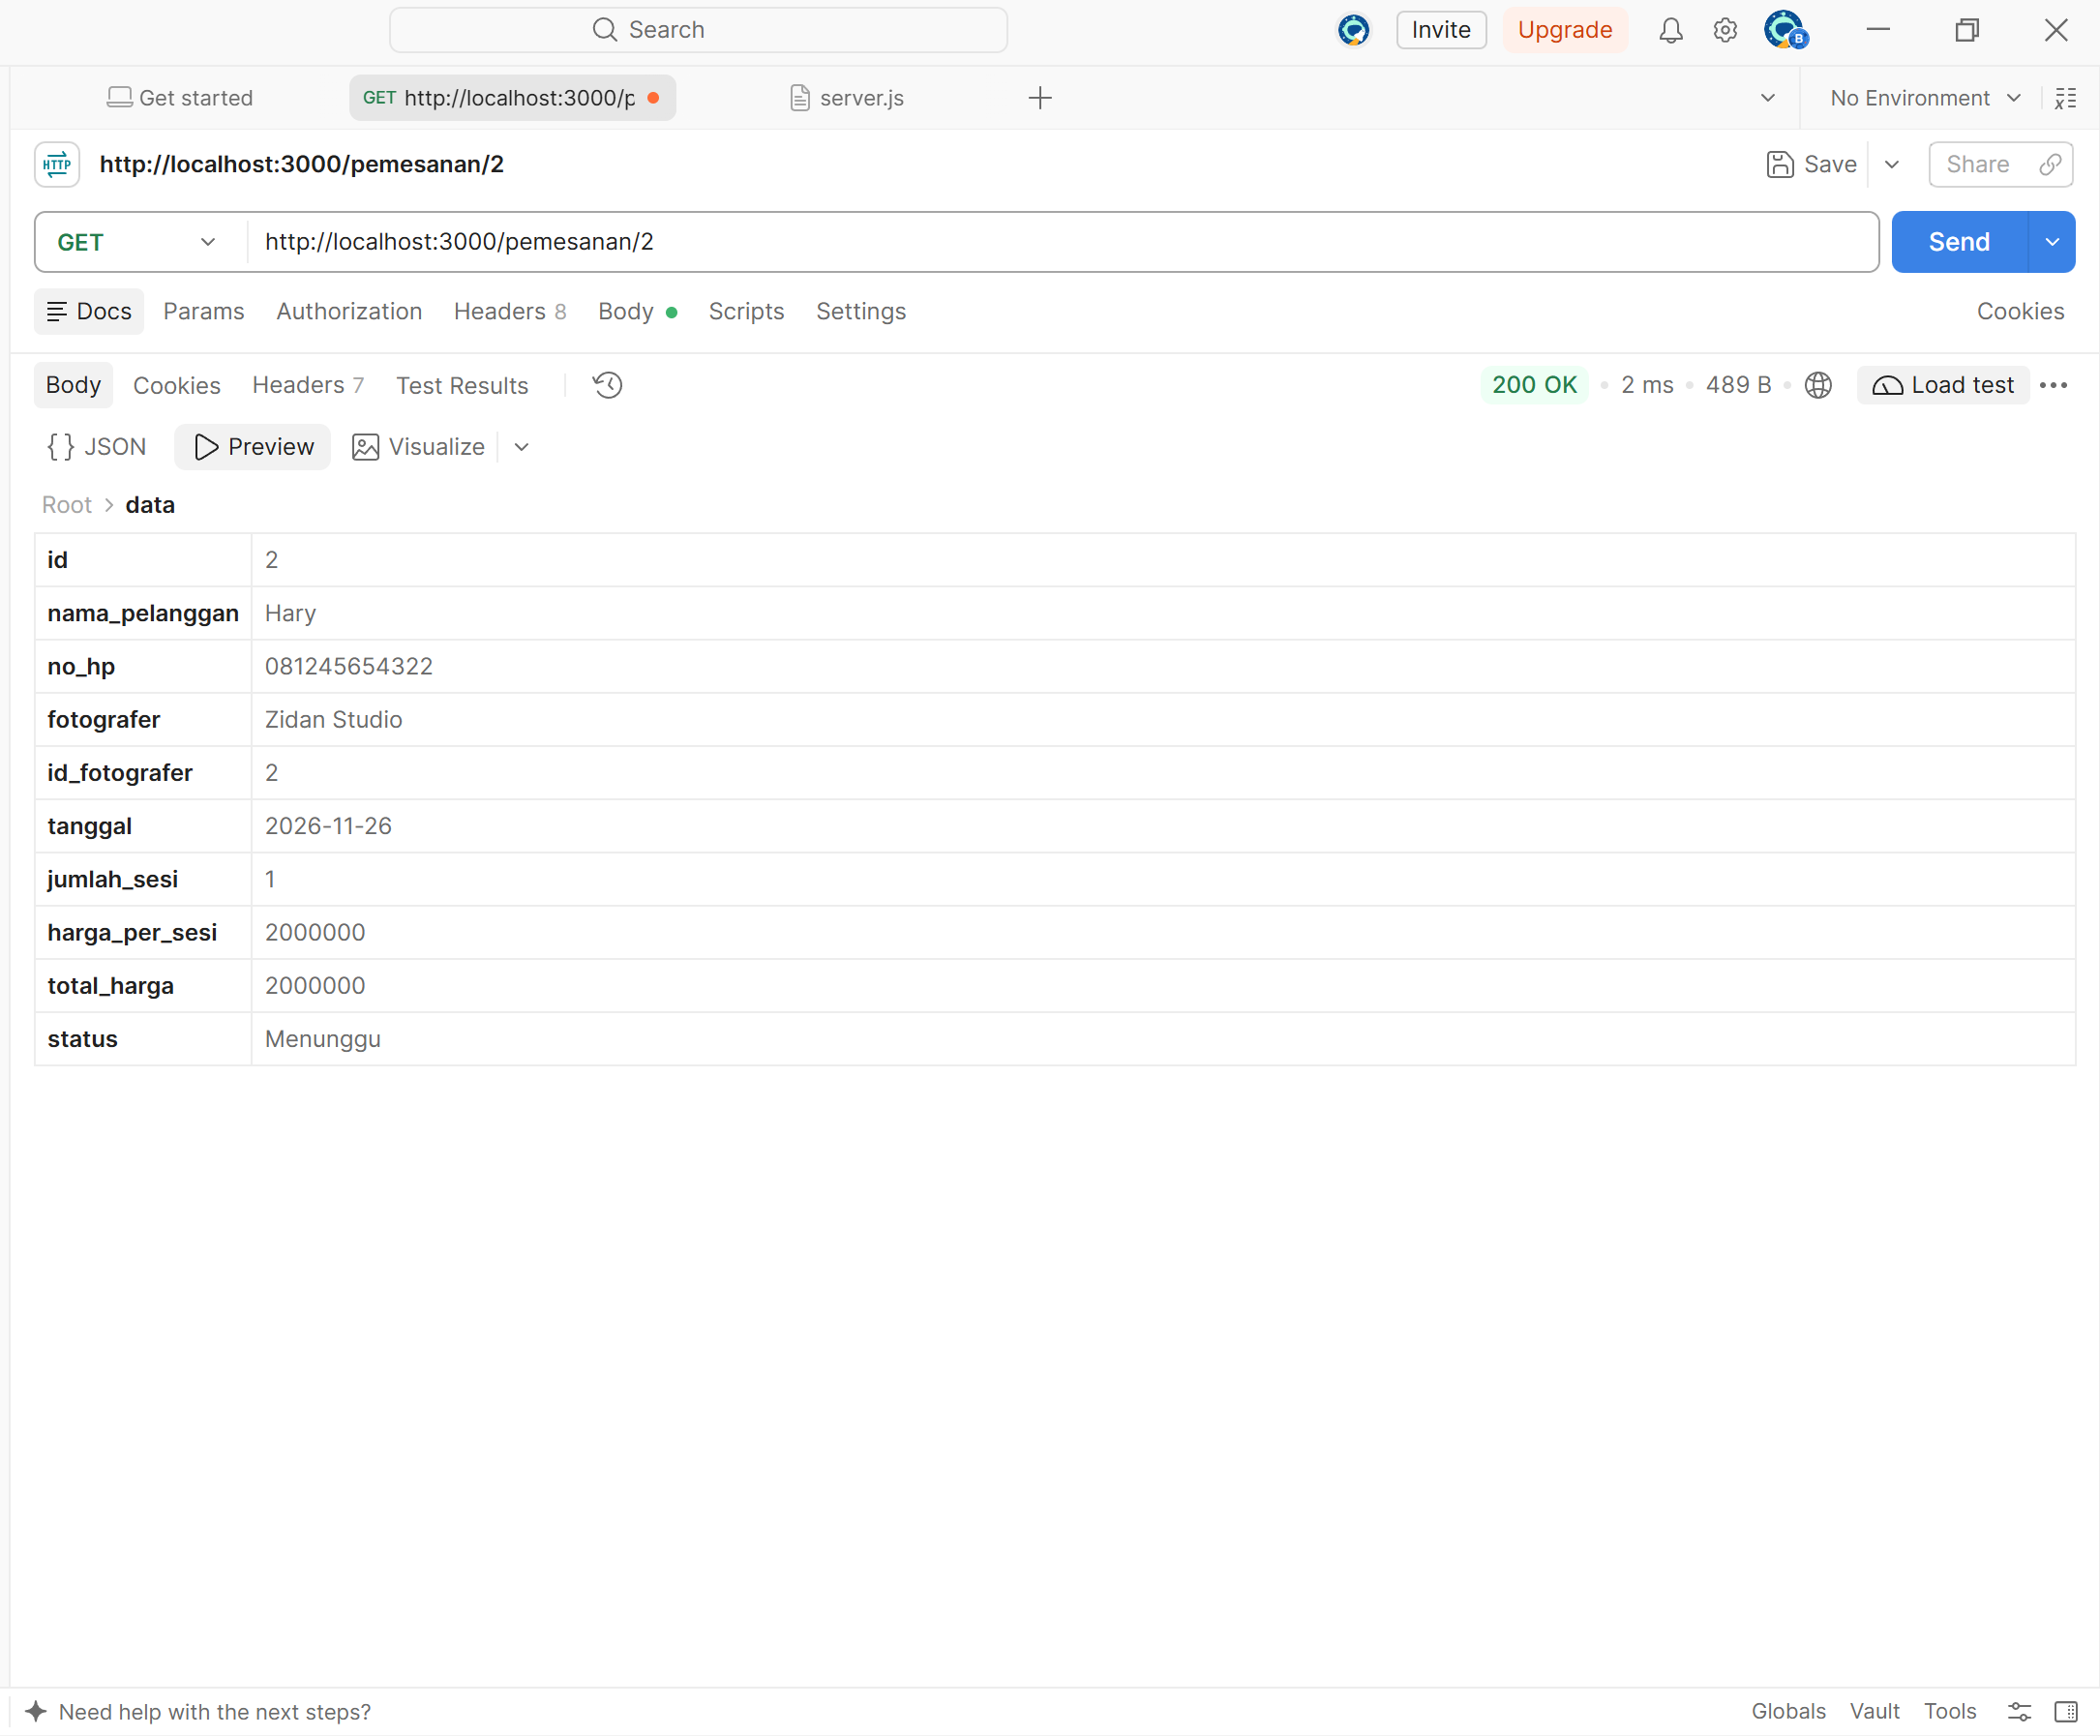 Search
Invite
Upgrade
B
Get started
GET http://localhost:3000/p
server.js
No Environment
HTTP http://localhost:3000/pemesanan/2
Save
Share
GET http://localhost:3000/pemesanan/2
Send
Docs Params Authorization Headers 8 Body Scripts Settings Cookies
Body Cookies Headers 7 Test Results 200 OK 2 ms 489 B Load test
{} JSON Preview Visualize
Root > data
id 2
nama_pelanggan Hary
no_hp 081245654322
fotografer Zidan Studio
id_fotografer 2
tanggal 2026-11-26
jumlah_sesi 1
harga_per_sesi 2000000
total_harga 2000000
status Menunggu
Need help with the next steps? Globals Vault Tools